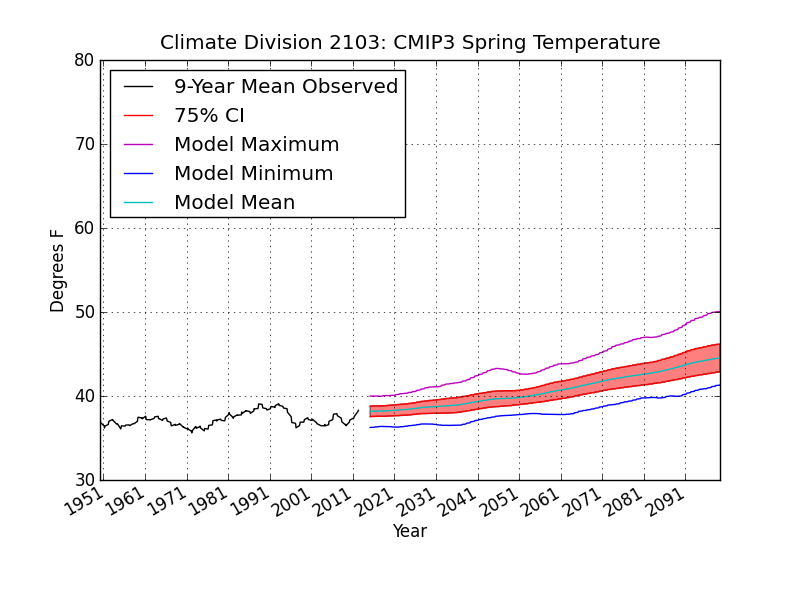 Climate Division 2103: CMIP3 Spring Temperature
80
70
60
50
40
30
Degrees F
9-Year Mean Observed
75% CI
Model Maximum
Model Minimum
Model Mean
1951
1961
1971
1981
1991
2001
2011
2021
2031
2041
2051
2061
2071
2081
2091
Year